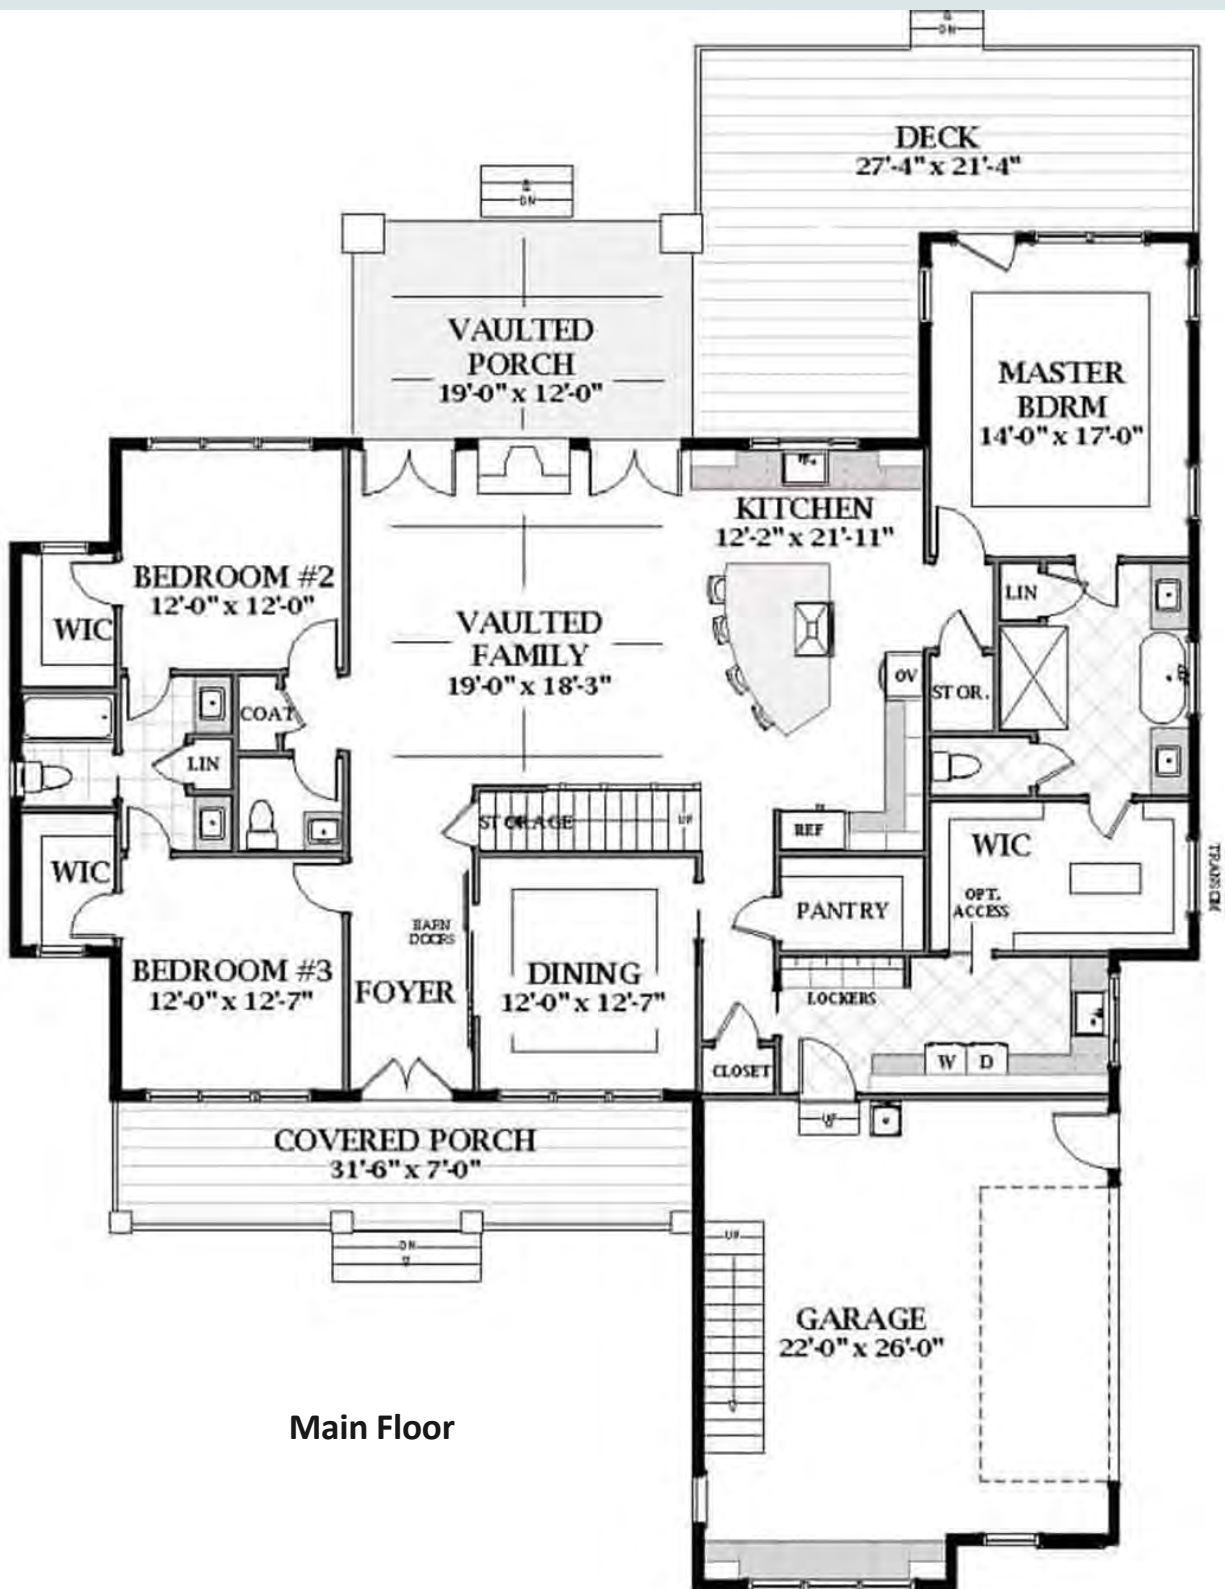 DN
DECK
27'-4" x 21'-4"
DN
VAULTED
PORCH
19'-0" x 12'-0"
MASTER
BDRM
14'-0" x 17'-0"
KITCHEN
12'-2" x 21'-11"
BEDROOM #2
12'-0" x 12'-0"
WIC
VAULTED
FAMILY
19'-0" x 18'-3"
LIN
COAT
OV
STOR.
LIN
STORAGE
UP
REF
WIC
TRANSOM
WIC
PANTRY
OPT.
ACCESS
BARN
DOORS
BEDROOM #3
12'-0" x 12'-7"
FOYER
DINING
12'-0" x 12'-7"
LOCKERS
CLOSET
W D
UP
COVERED PORCH
31'-6" x 7'-0"
DN
UP
GARAGE
22'-0" x 26'-0"
Main Floor